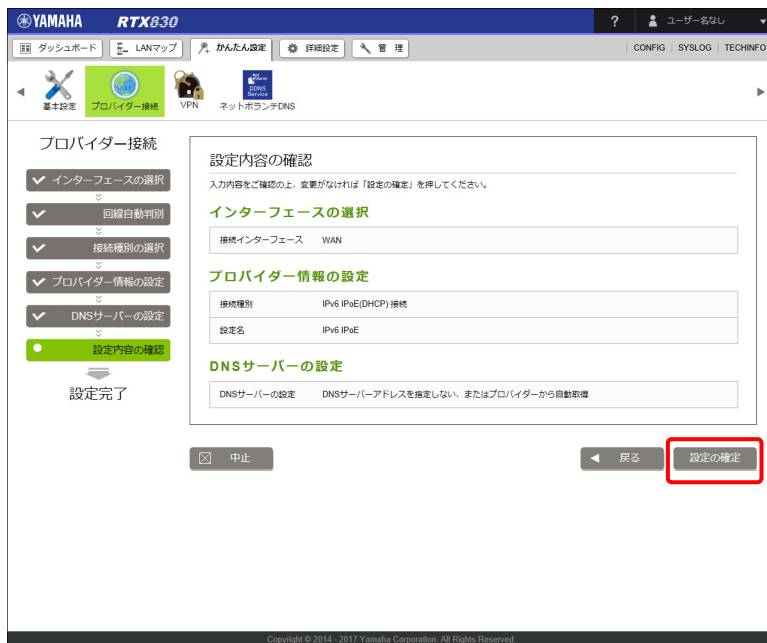 YAMAHA RTX830 ? ユーザー名なし
ダッシュボード LANマップ かんたん設定 詳細設定 管 理 CONFIG SYSLOG TECHINFO
基本設定 プロバイダー接続 VPN DDNS Service ネットボランチDNS
プロバイダー接続
インターフェースの選択
回線自動判別
接続種別の選択
プロバイダー情報の設定
DNSサーバーの設定
設定内容の確認
設定完了
設定内容の確認
入力内容をご確認の上、変更がなければ「設定の確定」を押してください。
インターフェースの選択
接続インターフェース WAN
プロバイダー情報の設定
接続種別 IPv6 IPoE(DHCP) 接続
設定名 IPv6 IPoE
DNSサーバーの設定
DNSサーバーの設定 DNSサーバーアドレスを指定しない、またはプロバイダーから自動取得
中止 戻る 設定の確定
Copyright © 2014 - 2017 Yamaha Corporation. All Rights Reserved.